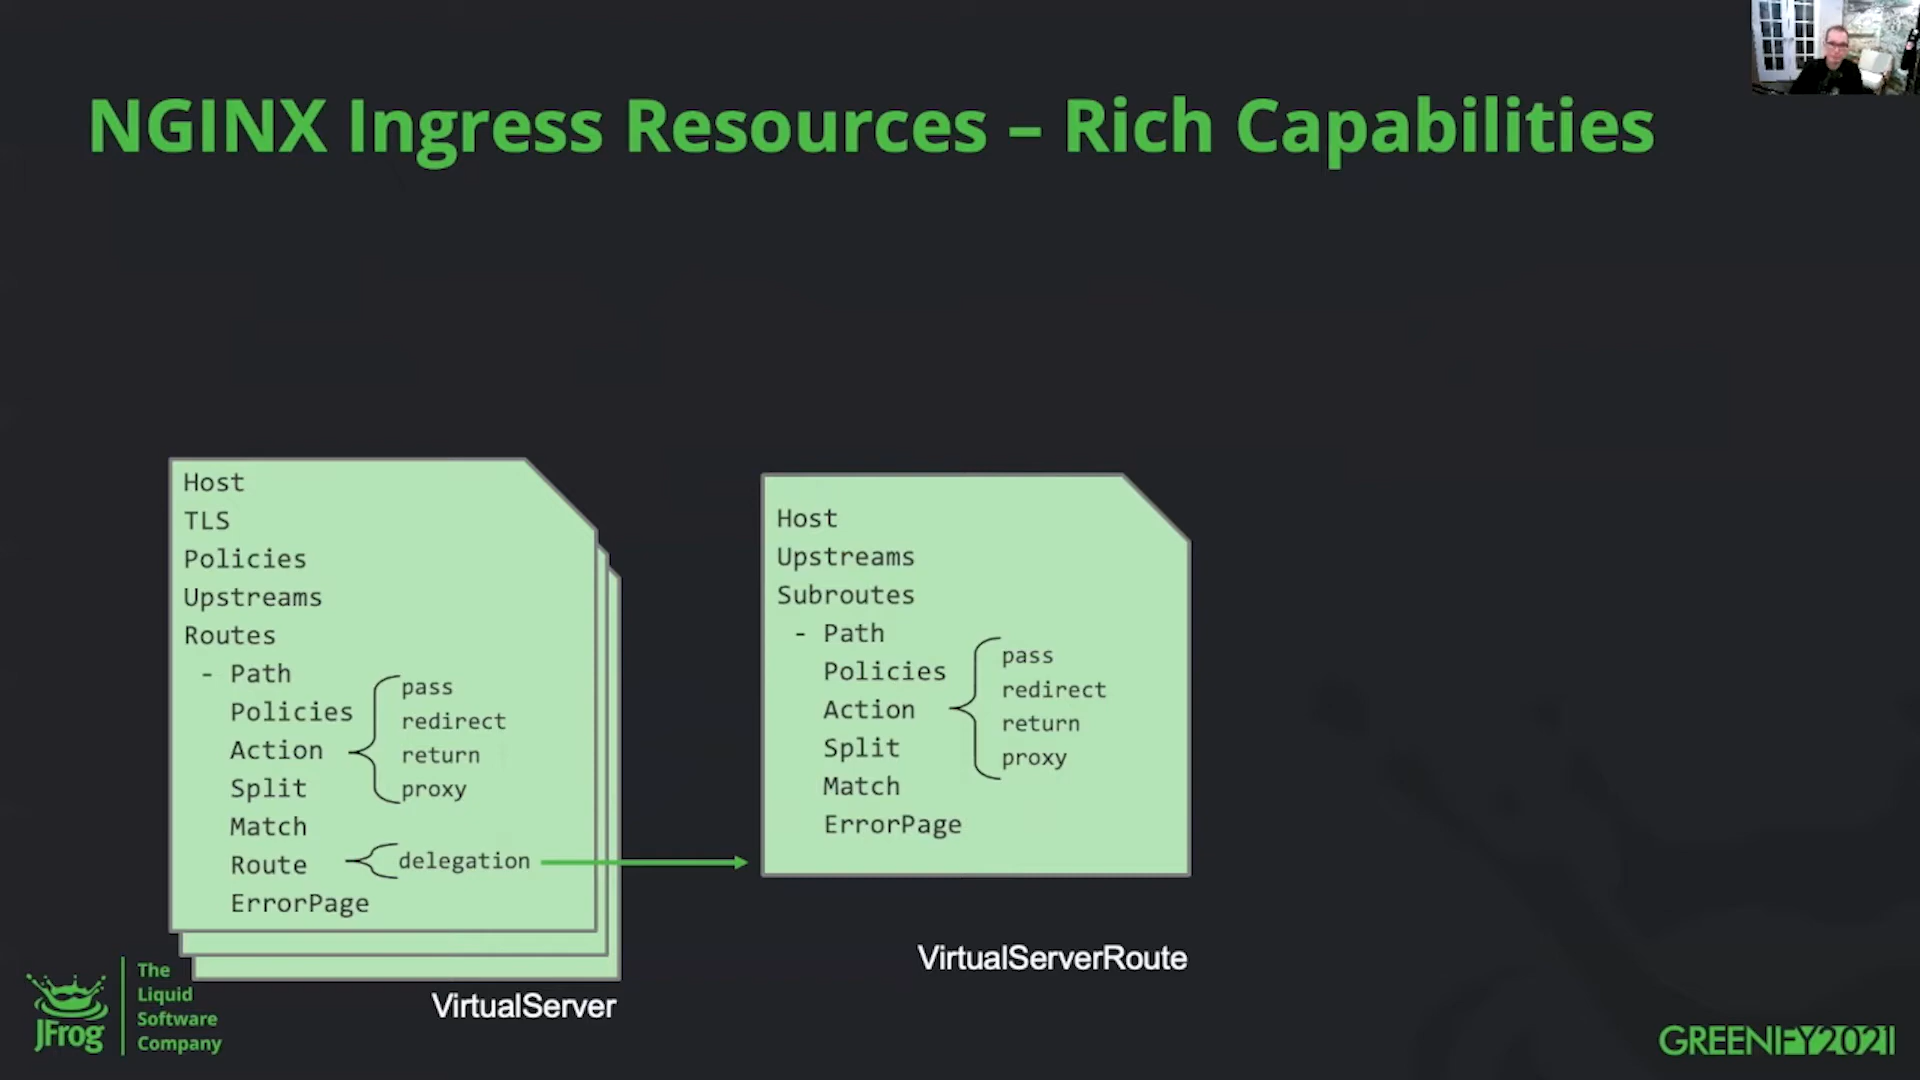 NGINX Ingress Resources – Rich Capabilities
Host
TLS
Policies
Upstreams
Routes
- Path
Policies
Action
Split
Match
Route
ErrorPage
pass
redirect
return
proxy
delegation
VirtualServer
Host
Upstreams
Subroutes
- Path
Policies
Action
Split
Match
ErrorPage
pass
redirect
return
proxy
VirtualServerRoute
JFrog
The
Liquid
Software
Company
GREENIFY2021